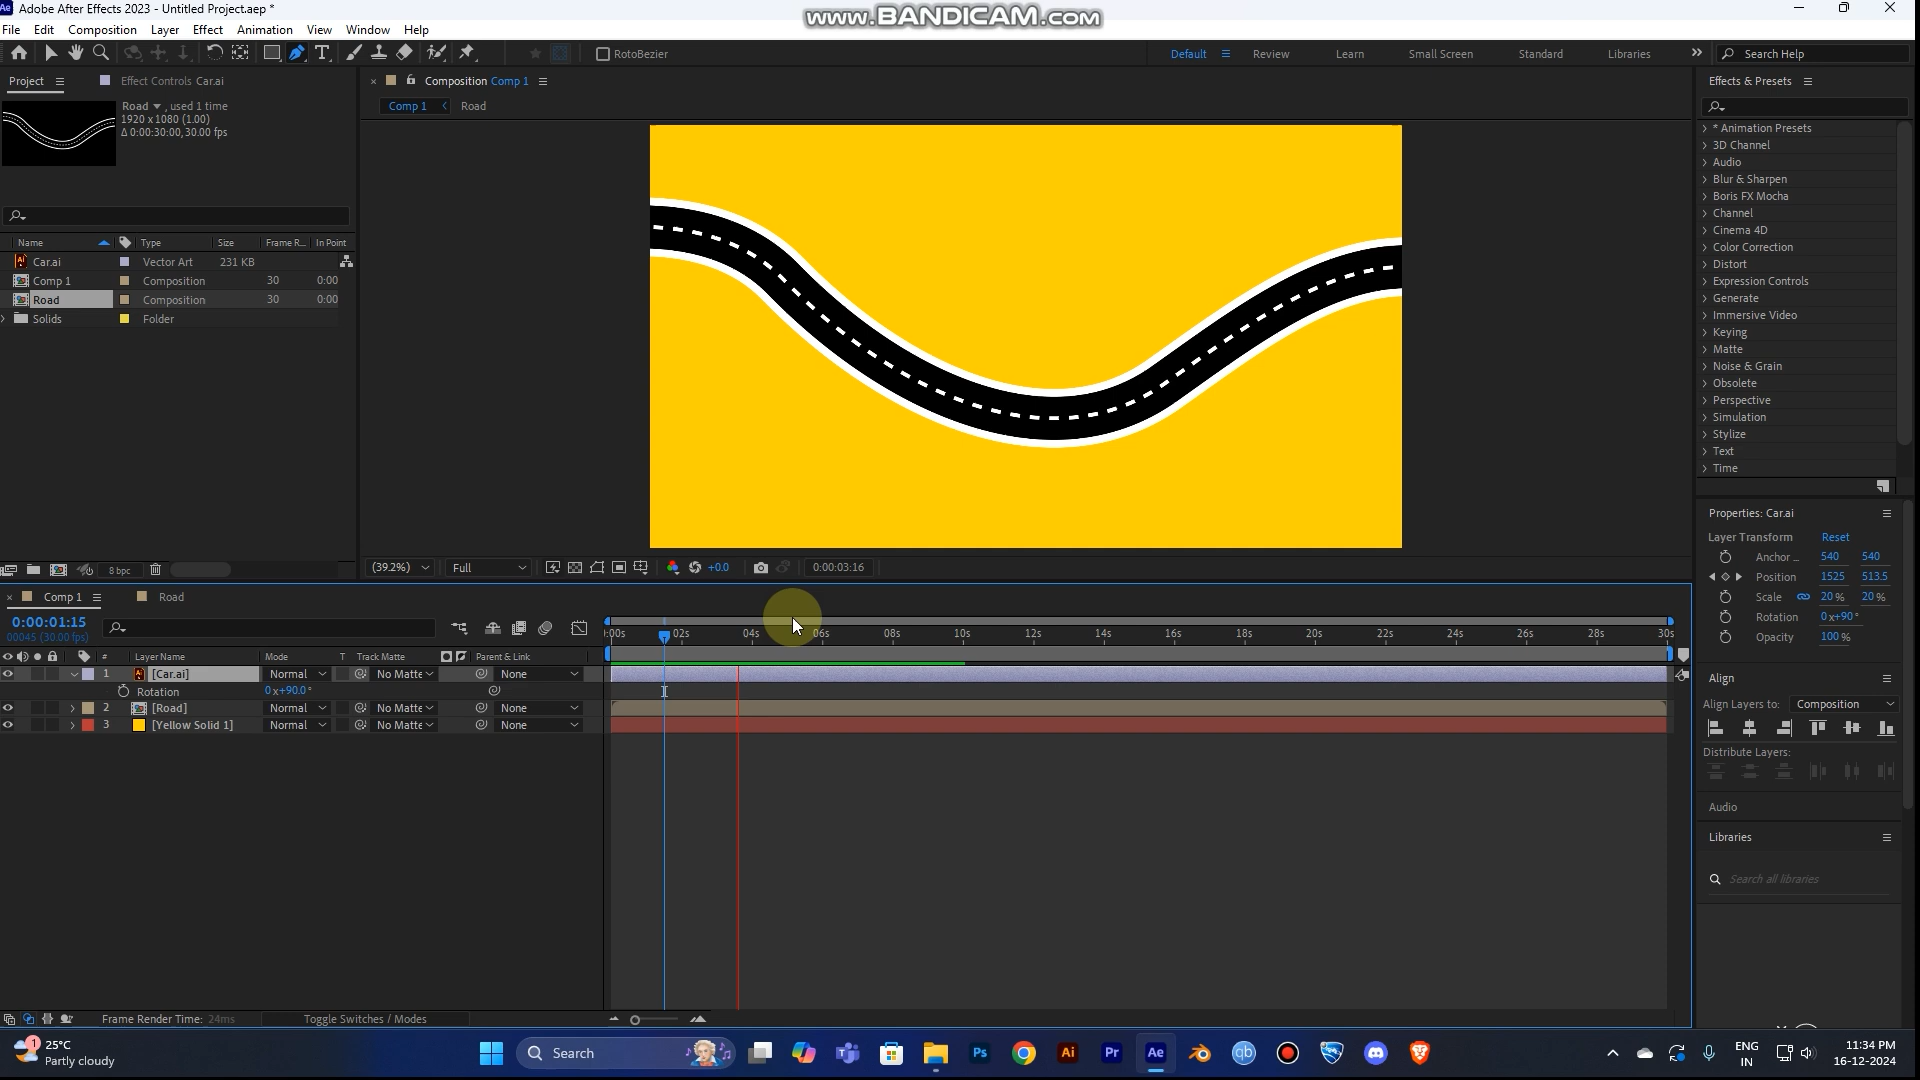 Adobe After Effects 2023 - Untitled Project.aep *
www.BANDICAM.com
File Edit Composition Layer Effect Animation View Window Help
RotoBezier
Default Review Learn Small Screen Standard Libraries
Search Help
Project
Effect Controls Car.ai
Composition Comp 1
Effects & Presets
Road , used 1 time
1920 x 1080 (1.00)
Δ 0:00:30:00, 30.00 fps
Comp 1 Road
Name Type Size Frame R... In Point
Car.ai Vector Art 231 KB
Comp 1 Composition 30 0:00
Road Composition 30 0:00
Solids Folder
* Animation Presets
3D Channel
Audio
Blur & Sharpen
Boris FX Mocha
Channel
Cinema 4D
Color Correction
Distort
Expression Controls
Generate
Immersive Video
Keying
Matte
Noise & Grain
Obsolete
Perspective
Simulation
Stylize
Text
Time
8 bpc
(39.2%) Full +0.0 0:00:03:16
Properties: Car.ai
Layer Transform Reset
Anchor ... 540 540
Position 1525 513.5
Scale 20 % 20 %
Rotation 0x+90 °
Opacity 100 %
Comp 1 Road
0:00:01:15
00045 (30.00 fps)
:00s 02s 04s 06s 08s 10s 12s 14s 16s 18s 20s 22s 24s 26s 28s 30s
# Layer Name Mode T Track Matte Parent & Link
1 [Car.ai] Normal No Matte None
Rotation 0x+90.0 °
2 [Road] Normal No Matte None
3 [Yellow Solid 1] Normal No Matte None
Align
Align Layers to: Composition
Distribute Layers:
Audio
Libraries
Search all libraries
Frame Render Time: 24ms
Toggle Switches / Modes
1
25°C
Partly cloudy
Search
Ps Ai Pr Ae qb
ENG
IN
11:34 PM
16-12-2024